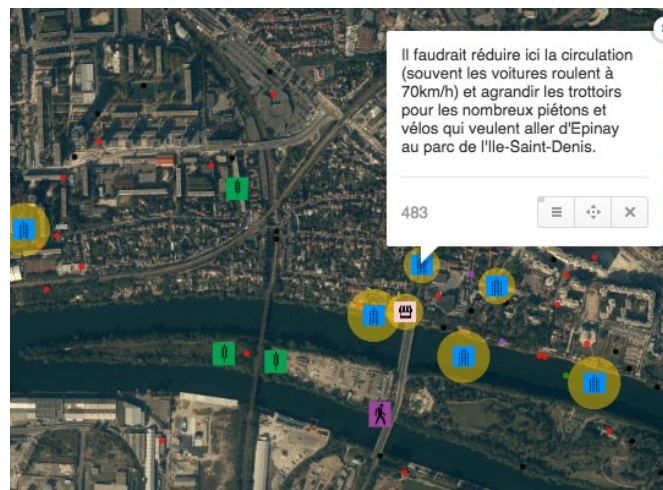 Il faudrait réduire ici la circulation
(souvent les voitures roulent à
70km/h) et agrandir les trottoirs
pour les nombreux piétons et
vélos qui veulent aller d'Epinay
au parc de l'Ile-Saint-Denis.
483